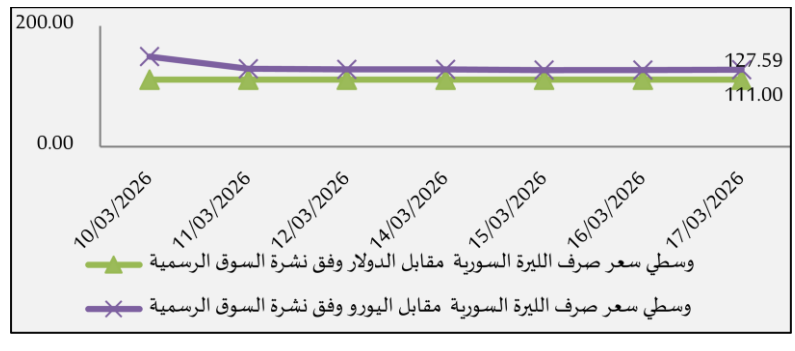 200.00
127.59
111.00
0.00
10/03/2026 11/03/2026 12/03/2026 14/03/2026 15/03/2026 16/03/2026 17/03/2026
وسطي سعر صرف الليرة السورية مقابل الدولار وفق نشرة السوق الرسمية
وسطي سعر صرف الليرة السورية مقابل اليورو وفق نشرة السوق الرسمية